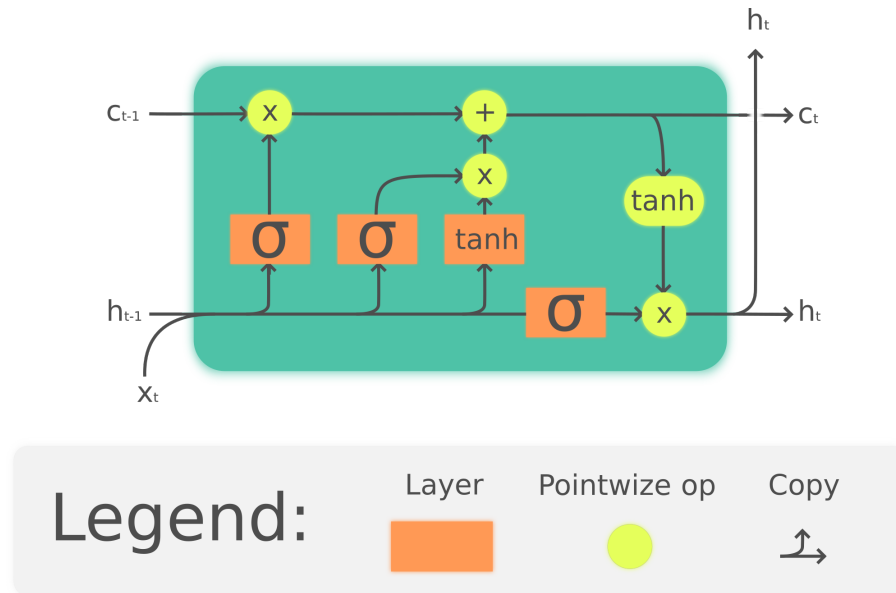 ht
ct-1
x
+
ct
x
tanh
σ
σ
tanh
ht-1
σ
x
ht
xt
Legend:
Layer
Pointwize op
Copy